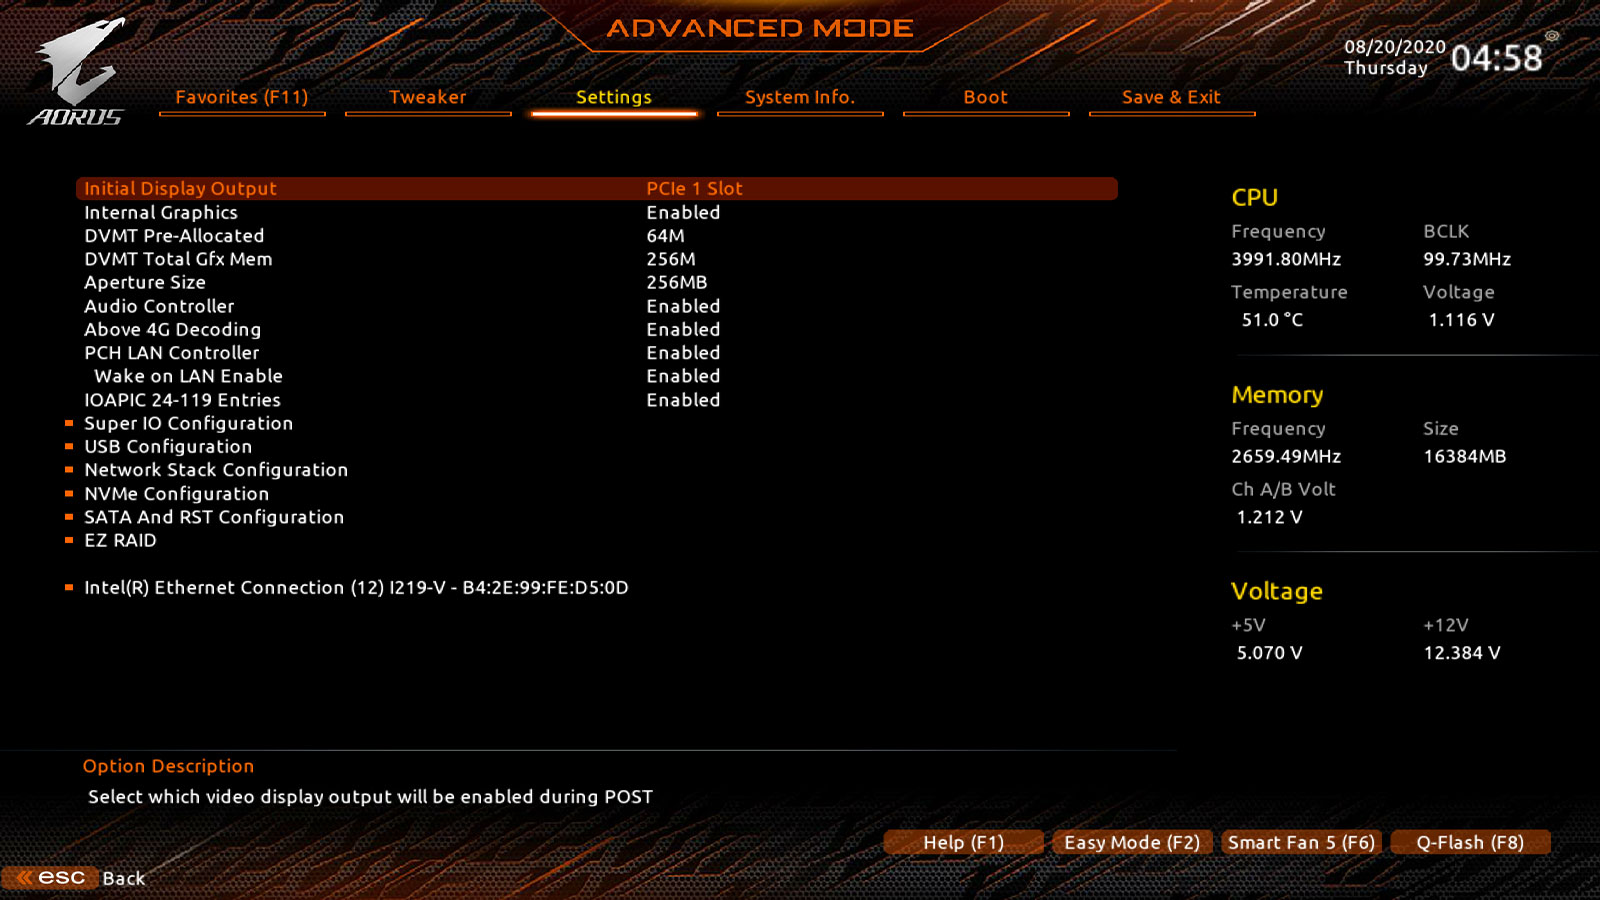 ADVANCED MODE
AORUS
08/20/2020
Thursday
04:58
Favorites (F11) Tweaker Settings System Info. Boot Save & Exit
Initial Display Output PCIe 1 Slot
Internal Graphics Enabled
DVMT Pre-Allocated 64M
DVMT Total Gfx Mem 256M
Aperture Size 256MB
Audio Controller Enabled
Above 4G Decoding Enabled
PCH LAN Controller Enabled
Wake on LAN Enable Enabled
IOAPIC 24-119 Entries Enabled
Super IO Configuration
USB Configuration
Network Stack Configuration
NVMe Configuration
SATA And RST Configuration
EZ RAID
Intel(R) Ethernet Connection (12) I219-V - B4:2E:99:FE:D5:0D
CPU
Frequency BCLK
3991.80MHz 99.73MHz
Temperature Voltage
51.0 °C 1.116 V
Memory
Frequency Size
2659.49MHz 16384MB
Ch A/B Volt
1.212 V
Voltage
+5V +12V
5.070 V 12.384 V
Option Description
Select which video display output will be enabled during POST
Help (F1) Easy Mode (F2) Smart Fan 5 (F6) Q-Flash (F8)
esc Back